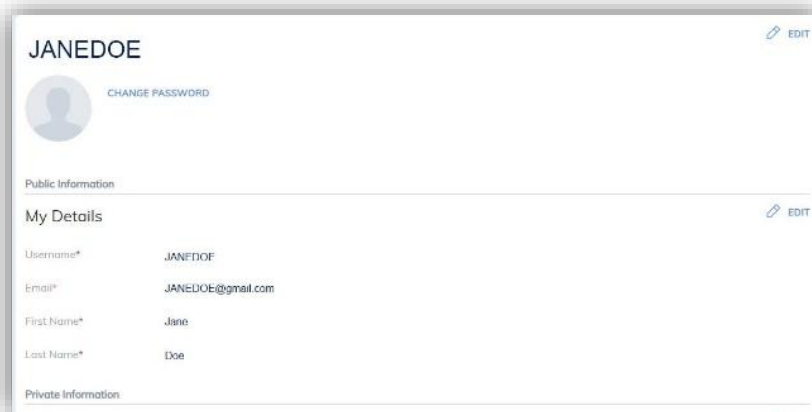 JANEDOE
EDIT
CHANGE PASSWORD
Public Information
My Details
EDIT
Username* JANEDOE
Email* JANEDOE@gmail.com
First Name* Jane
Last Name* Doe
Private Information